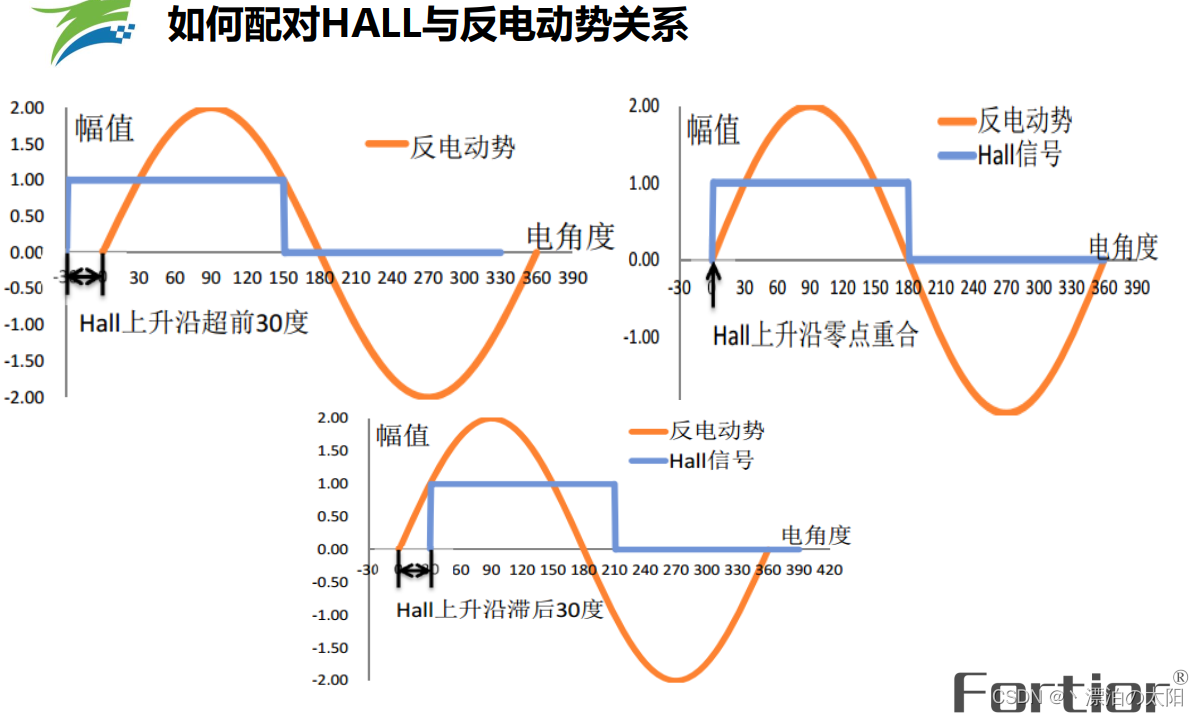 如何配对HALL与反电动势关系
2.00
1.50
1.00
0.50
0.00
-0.50
-1.00
-1.50
-2.00
幅值
反电动势
电角度
-30 0 30 60 90 120 150 180 210 240 270 300 330 360 390
Hall上升沿超前30度
2.00
1.00
0.00
-1.00
幅值
反电动势
Hall信号
电角度
-30 0 30 60 90 120 150 180 210 240 270 300 330 360 390
Hall上升沿零点重合
2.00
1.50
1.00
0.50
0.00
-0.50
-1.00
-1.50
-2.00
幅值
反电动势
Hall信号
电角度
-30 0 30 60 90 120 150 180 210 240 270 300 330 360 390 420
Hall上升沿滞后30度
Fortior®
CSDN @丶漂泊の太阳